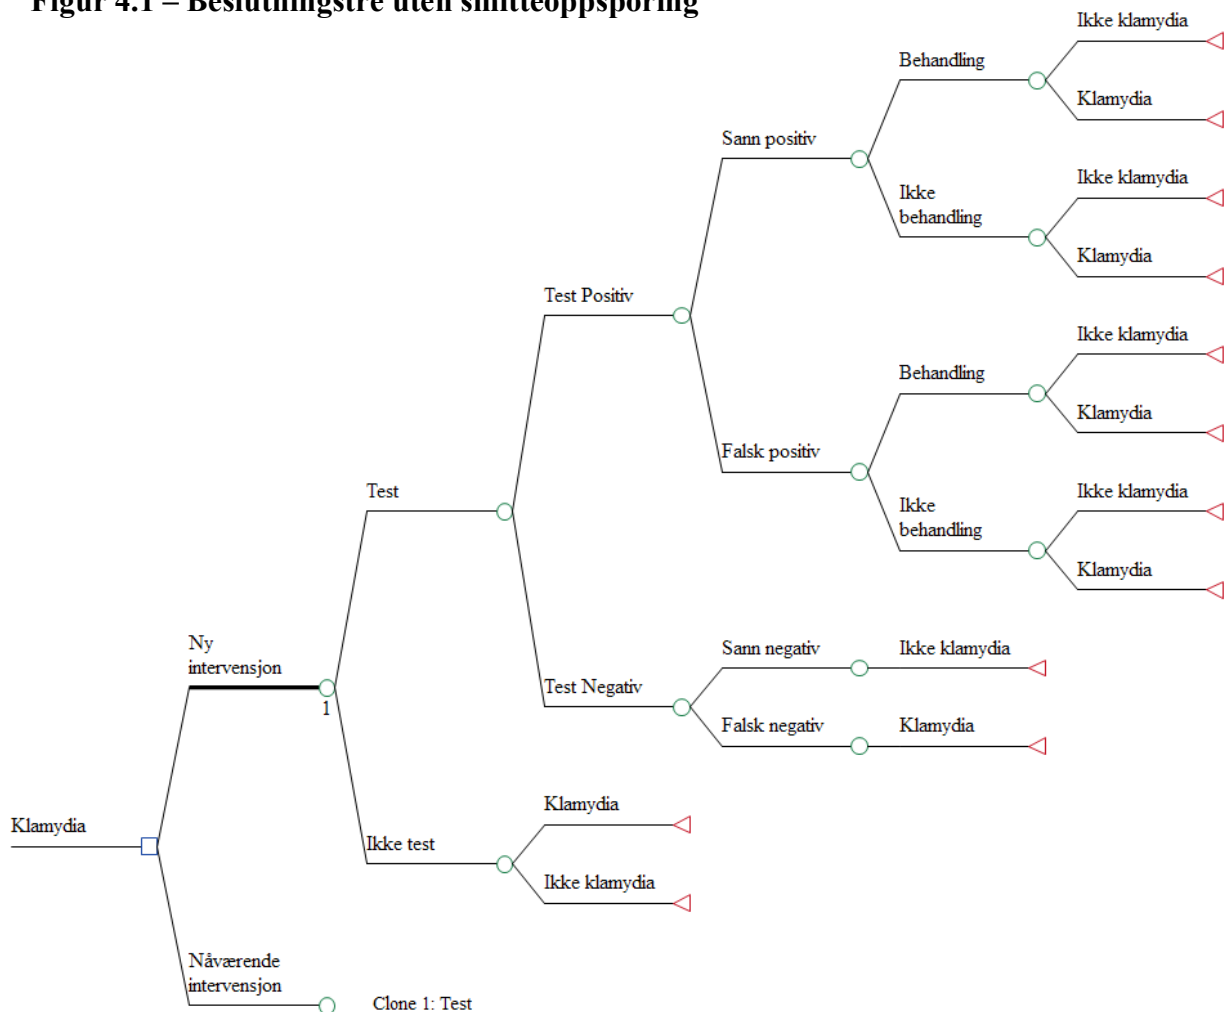 Figur 4.1 – Beslutningstre uten smitteoppsporing
Ikke klamydia
Behandling
Klamydia
Sann positiv
Ikke klamydia
Ikke
behandling
Klamydia
Test Positiv
Ikke klamydia
Behandling
Klamydia
Falsk positiv
Ikke klamydia
Ikke
behandling
Klamydia
Test
Ny
intervensjon
1
Sann negativ
Ikke klamydia
Test Negativ
Falsk negativ
Klamydia
Klamydia
Klamydia
Ikke test
Ikke klamydia
Nåværende
intervensjon
Clone 1: Test